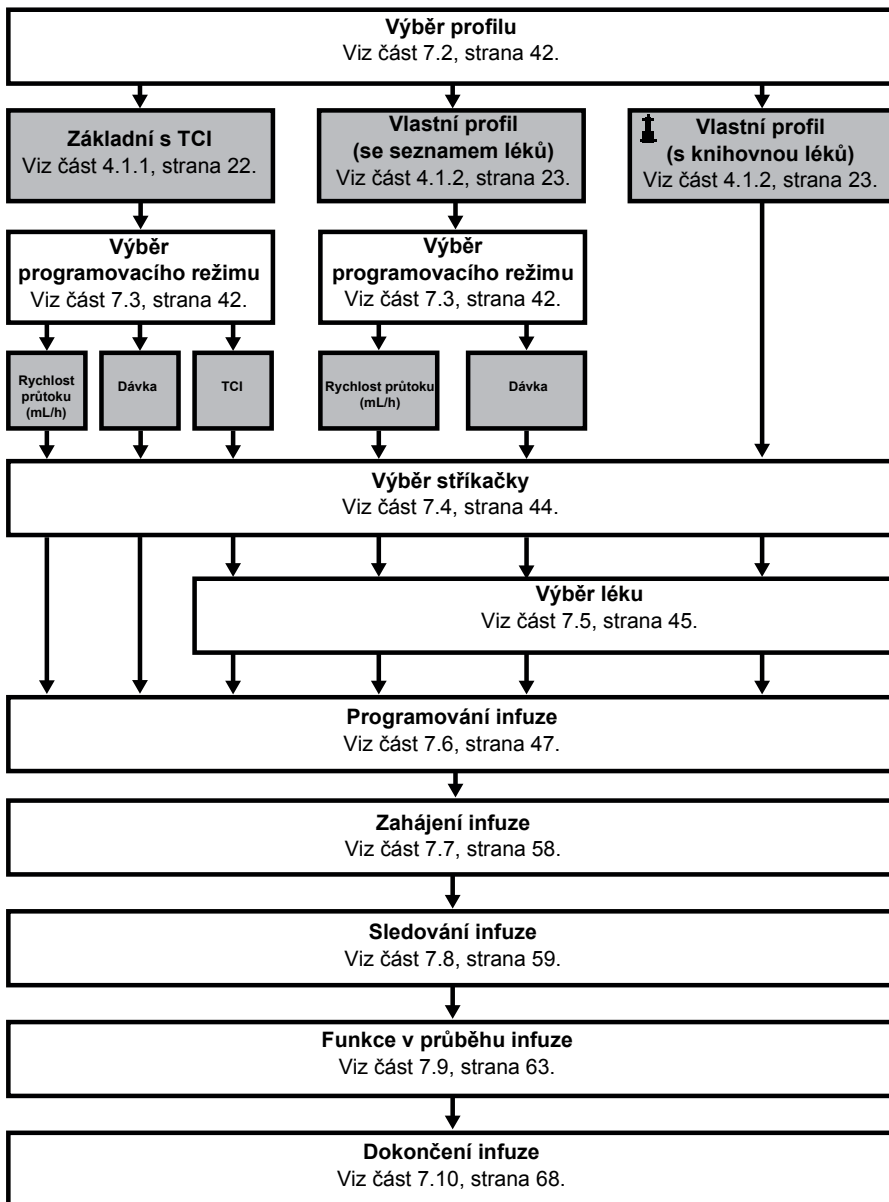 Výběr profilu
Viz část 7.2, strana 42.
Základní s TCI
Viz část 4.1.1, strana 22.
Vlastní profil
(se seznamem léků)
Viz část 4.1.2, strana 23.
Vlastní profil
(s knihovnou léků)
Viz část 4.1.2, strana 23.
Výběr
programovacího režimu
Viz část 7.3, strana 42.
Výběr
programovacího režimu
Viz část 7.3, strana 42.
Rychlost
průtoku
(mL/h)
Dávka
TCI
Rychlost průtoku
(mL/h)
Dávka
Výběr stříkačky
Viz část 7.4, strana 44.
Výběr léku
Viz část 7.5, strana 45.
Programování infuze
Viz část 7.6, strana 47.
Zahájení infuze
Viz část 7.7, strana 58.
Sledování infuze
Viz část 7.8, strana 59.
Funkce v průběhu infuze
Viz část 7.9, strana 63.
Dokončení infuze
Viz část 7.10, strana 68.